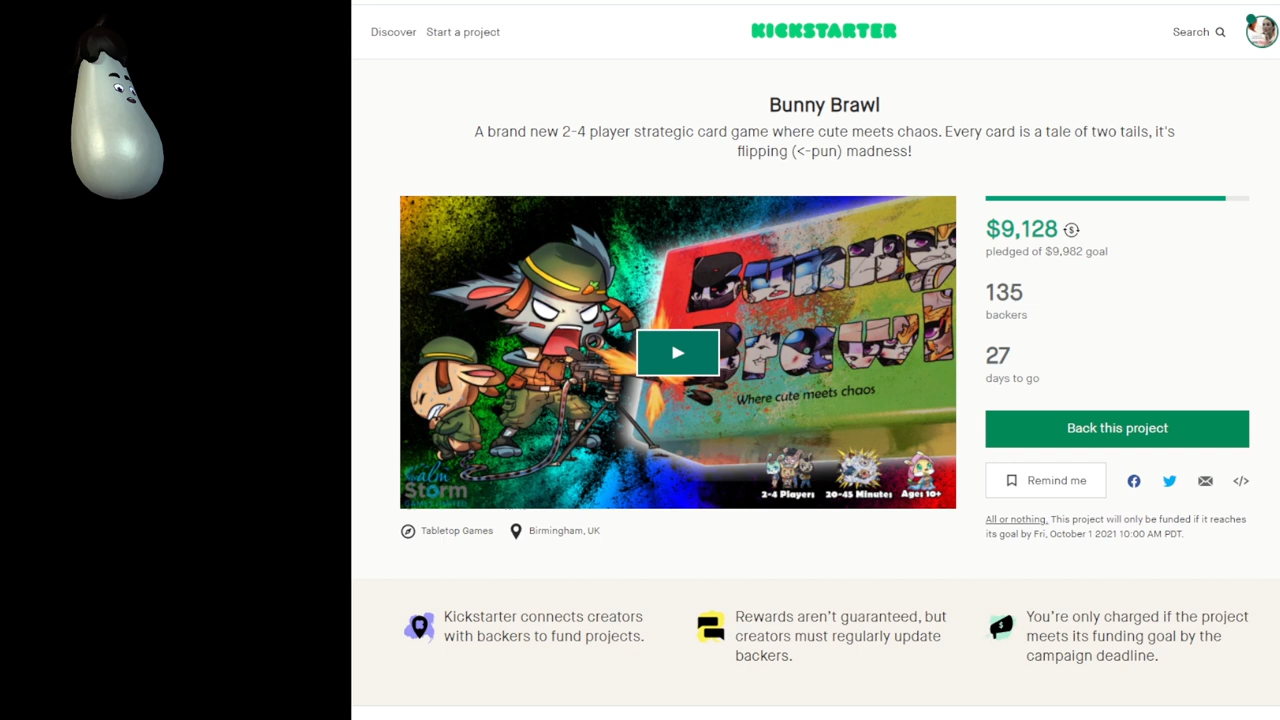 Discover
Start a project
KICKSTARTER
Search
Bunny Brawl
A brand new 2-4 player strategic card game where cute meets chaos. Every card is a tale of two tails, it's
flipping (<-pun) madness!
Bunny
Brawl
Where cute meets chaos
Calm
Storm
2-4 Players
20-45 Minutes
Ages 10+
$9,128
pledged of $9,982 goal
135
backers
27
days to go
Back this project
Remind me
All or nothing. This project will only be funded if it reaches
its goal by Fri, October 1 2021 10:00 AM PDT.
Tabletop Games
Birmingham, UK
Kickstarter connects creators
with backers to fund projects.
Rewards aren't guaranteed, but
creators must regularly update
backers.
You're only charged if the project
meets its funding goal by the
campaign deadline.